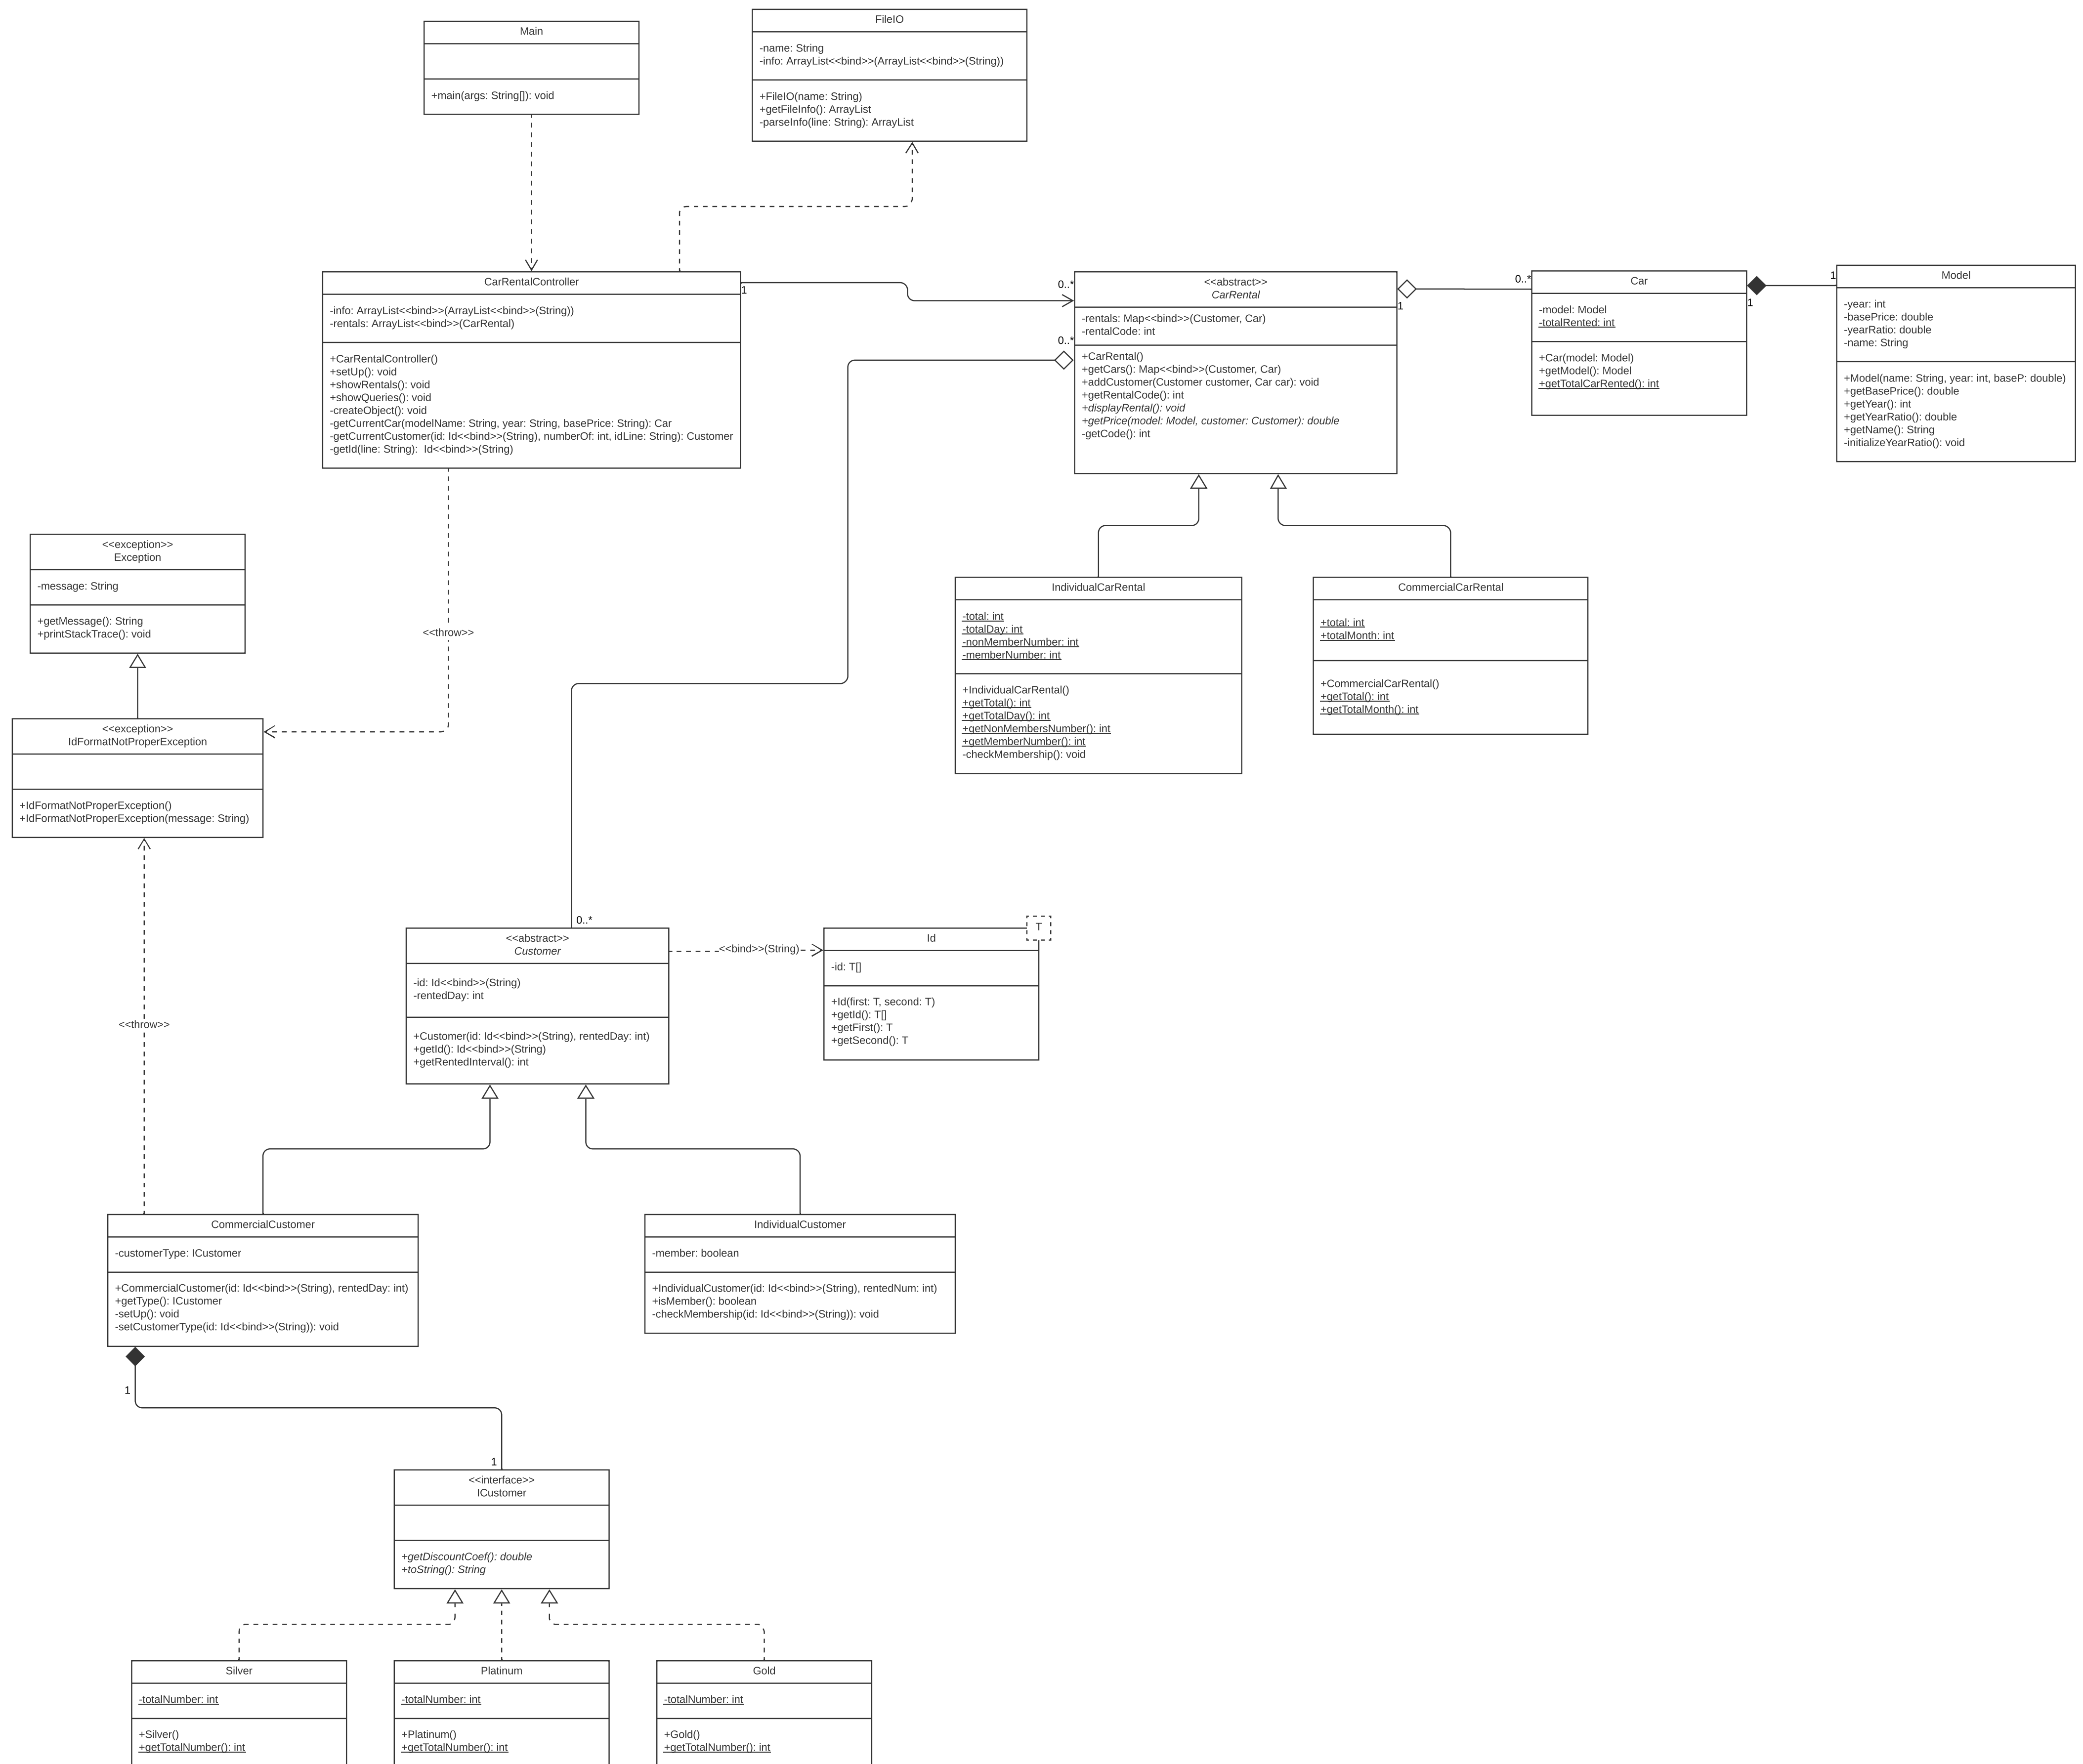 Main
+main(args: String[]): void
FileIO
-name: String
-info: ArrayList<<bind>>(ArrayList<<bind>>(String))
+FileIO(name: String)
+getFileInfo(): ArrayList
-parseInfo(line: String): ArrayList
CarRentalController
-info: ArrayList<<bind>>(ArrayList<<bind>>(String))
-rentals: ArrayList<<bind>>(CarRental)
+CarRentalController()
+setUp(): void
+showRentals(): void
+showQueries(): void
-createObject(): void
-getCurrentCar(modelName: String, year: String, basePrice: String): Car
-getCurrentCustomer(id: Id<<bind>>(String), numberOf: int, idLine: String): Customer
-getId(line: String):  Id<<bind>>(String)
1
0..*
<<abstract>>
CarRental
-rentals: Map<<bind>>(Customer, Car)
-rentalCode: int
+CarRental()
+getCars(): Map<<bind>>(Customer, Car)
+addCustomer(Customer customer, Car car): void
+getRentalCode(): int
+displayRental(): void
+getPrice(model: Model, customer: Customer): double
-getCode(): int
0..*
1
0..*
Car
-model: Model
-totalRented: int
+Car(model: Model)
+getModel(): Model
+getTotalCarRented(): int
1
1
Model
-year: int
-basePrice: double
-yearRatio: double
-name: String
+Model(name: String, year: int, baseP: double)
+getBasePrice(): double
+getYear(): int
+getYearRatio(): double
+getName(): String
-initializeYearRatio(): void
<<exception>>
Exception
-message: String
+getMessage(): String
+printStackTrace(): void
<<throw>>
IndividualCarRental
-total: int
-totalDay: int
-nonMemberNumber: int
-memberNumber: int
+IndividualCarRental()
+getTotal(): int
+getTotalDay(): int
+getNonMembersNumber(): int
+getMemberNumber(): int
-checkMembership(): void
CommercialCarRental
+total: int
+totalMonth: int
+CommercialCarRental()
+getTotal(): int
+getTotalMonth(): int
<<exception>>
IdFormatNotProperException
+IdFormatNotProperException()
+IdFormatNotProperException(message: String)
<<throw>>
0..*
<<abstract>>
Customer
-id: Id<<bind>>(String)
-rentedDay: int
+Customer(id: Id<<bind>>(String), rentedDay: int)
+getId(): Id<<bind>>(String)
+getRentedInterval(): int
<<bind>>(String)
T
Id
-id: T[]
+Id(first: T, second: T)
+getId(): T[]
+getFirst(): T
+getSecond(): T
CommercialCustomer
-customerType: ICustomer
+CommercialCustomer(id: Id<<bind>>(String), rentedDay: int)
+getType(): ICustomer
-setUp(): void
-setCustomerType(id: Id<<bind>>(String)): void
IndividualCustomer
-member: boolean
+IndividualCustomer(id: Id<<bind>>(String), rentedNum: int)
+isMember(): boolean
-checkMembership(id: Id<<bind>>(String)): void
1
1
<<interface>>
ICustomer
+getDiscountCoef(): double
+toString(): String
Silver
-totalNumber: int
+Silver()
+getTotalNumber(): int
Platinum
-totalNumber: int
+Platinum()
+getTotalNumber(): int
Gold
-totalNumber: int
+Gold()
+getTotalNumber(): int